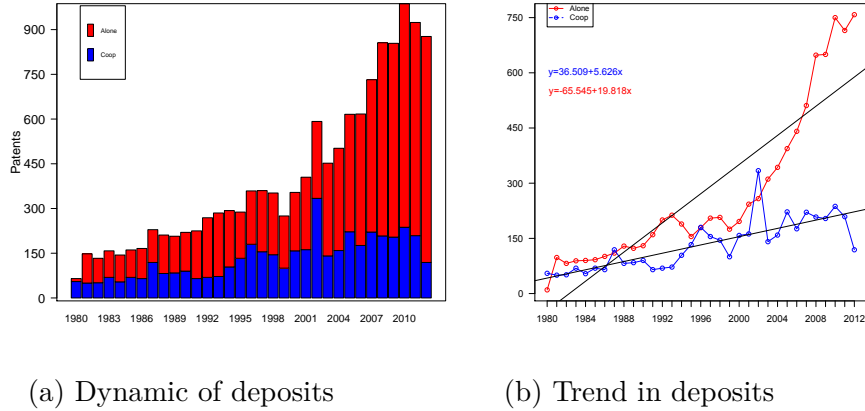 Alone
Coop
Patents
900
750
600
450
300
150
0
1980 1983 1986 1989 1992 1995 1998 2001 2004 2007 2010
(a) Dynamic of deposits
Alone
Coop
y=36.509+5.626x
y=-65.545+19.818x
750
600
450
300
150
0
1980 1984 1988 1992 1996 2000 2004 2008 2012
(b) Trend in deposits